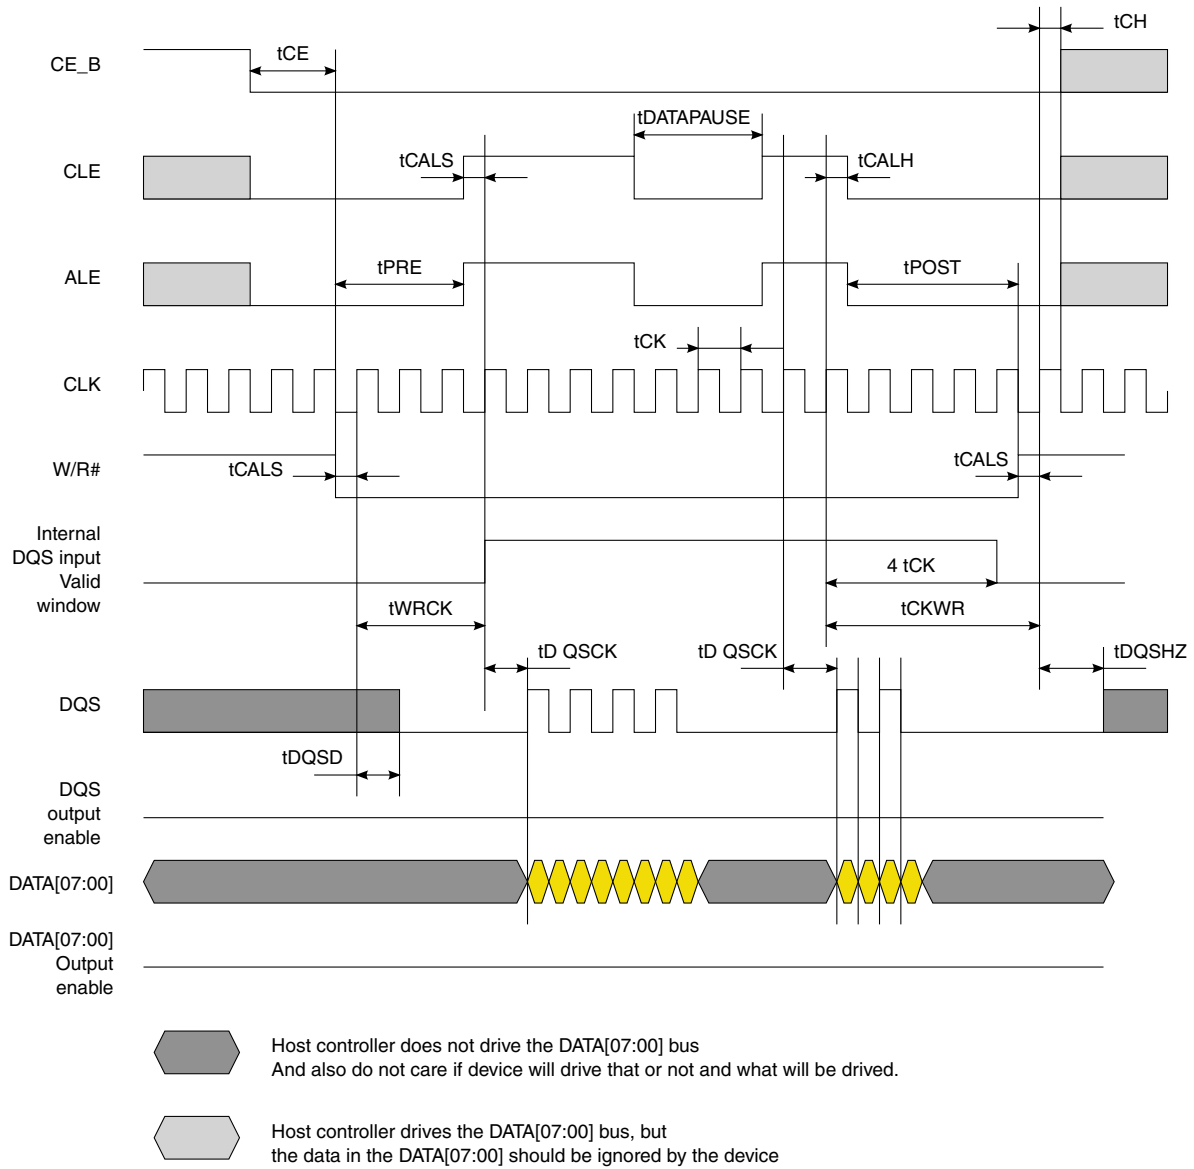 tCH
CE_B
tCE
tDATAPAUSE
CLE
tCALS
tCALH
ALE
tPRE
tPOST
tCK
CLK
W/R#
tCALS
tCALS
Internal
DQS input
Valid
window
4 tCK
tWRCK
tCKWR
tD QSCK
tD QSCK
tDQSHZ
DQS
tDQSD
DQS
output
enable
DATA[07:00]
DATA[07:00]
Output
enable
Host controller does not drive the DATA[07:00] bus
And also do not care if device will drive that or not and what will be drived.
Host controller drives the DATA[07:00] bus, but
the data in the DATA[07:00] should be ignored by the device